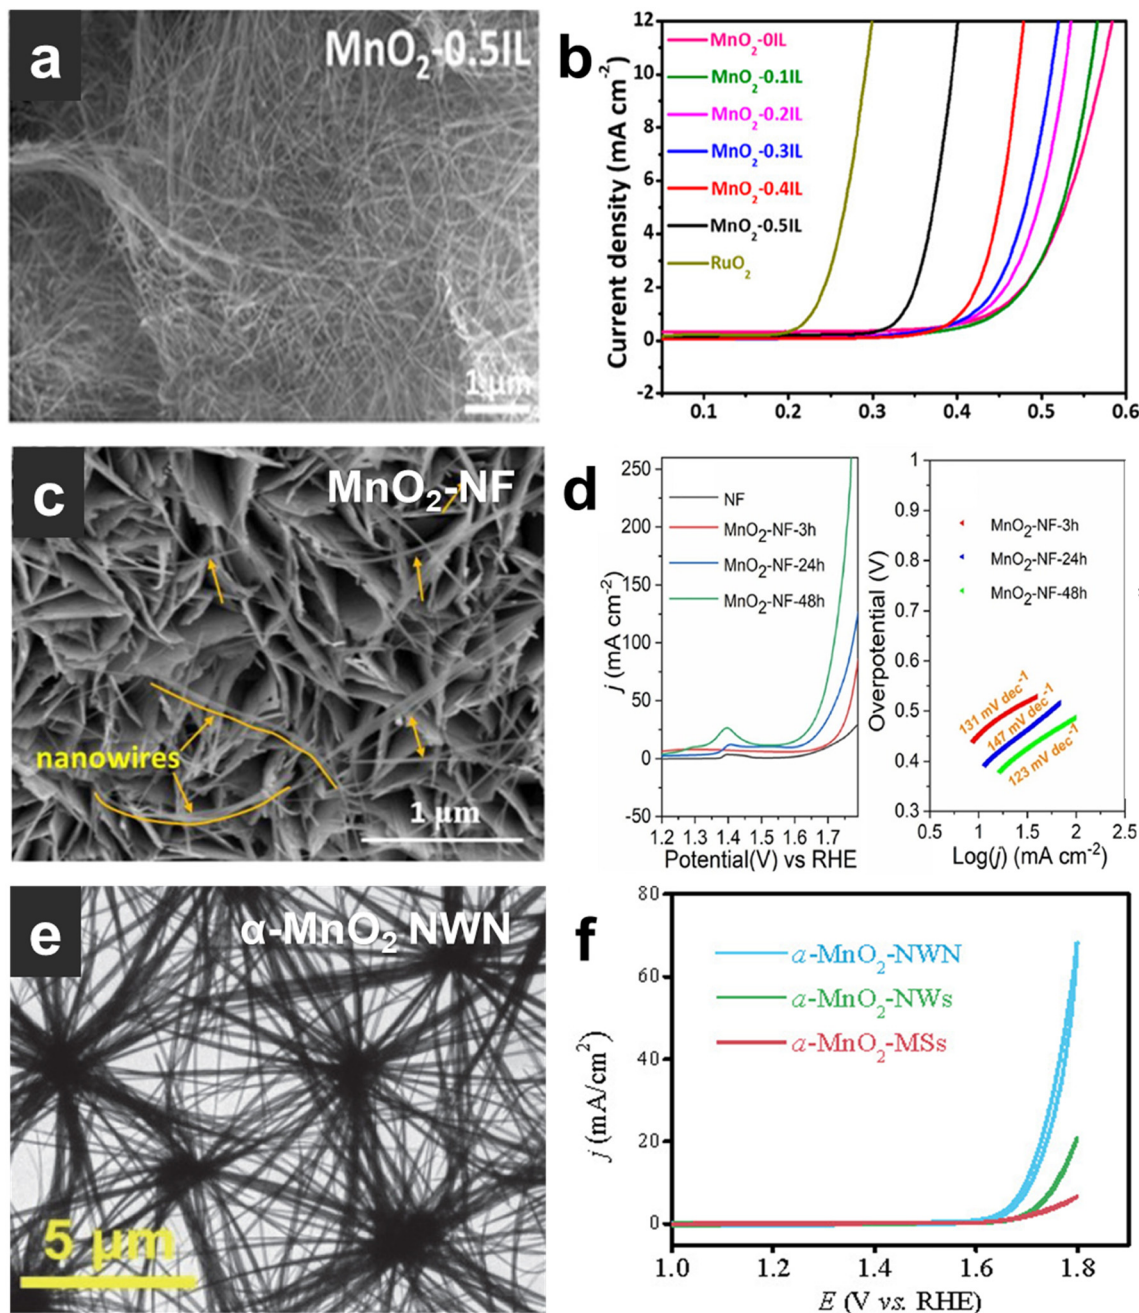 a
MnO₂-0.5IL
1 μm
b
Current density (mA cm⁻²)
12
10
8
6
4
2
0
-2
MnO₂-0IL
MnO₂-0.1IL
MnO₂-0.2IL
MnO₂-0.3IL
MnO₂-0.4IL
MnO₂-0.5IL
RuO₂
0.1 0.2 0.3 0.4 0.5 0.6
c
MnO₂-NF
nanowires
1 μm
d
j (mA cm⁻²)
250
200
150
100
50
0
-50
NF
MnO₂-NF-3h
MnO₂-NF-24h
MnO₂-NF-48h
1.2 1.3 1.4 1.5 1.6 1.7
Potential(V) vs RHE
Overpotential (V)
1
0.9
0.8
0.7
0.6
0.5
0.4
0.3
MnO₂-NF-3h
MnO₂-NF-24h
MnO₂-NF-48h
131 mV dec⁻¹
147 mV dec⁻¹
123 mV dec⁻¹
0.5 1 1.5 2 2.5
Log(j) (mA cm⁻²)
e
α-MnO₂ NWN
5 μm
f
j (mA/cm²)
80
60
40
20
0
α-MnO₂-NWN
α-MnO₂-NWs
α-MnO₂-MSs
1.0 1.2 1.4 1.6 1.8
E (V vs. RHE)